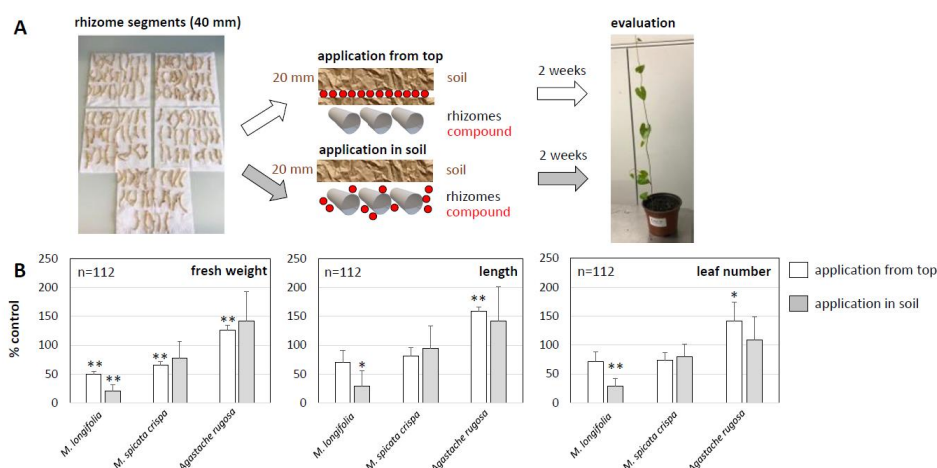 A
rhizome segments (40 mm)
application from top
20 mm
soil
rhizomes
compound
application in soil
20 mm
soil
rhizomes
compound
2 weeks
2 weeks
evaluation
B
% control
250
200
150
100
50
0
n=112
fresh weight
**
**
**
**
M. longifolia
M. spicata crispa
Agastache rugosa
250
200
150
100
50
0
n=112
length
*
**
M. longifolia
M. spicata crispa
Agastache rugosa
250
200
150
100
50
0
n=112
leaf number
**
*
M. longifolia
M. spicata crispa
Agastache rugosa
application from top
application in soil